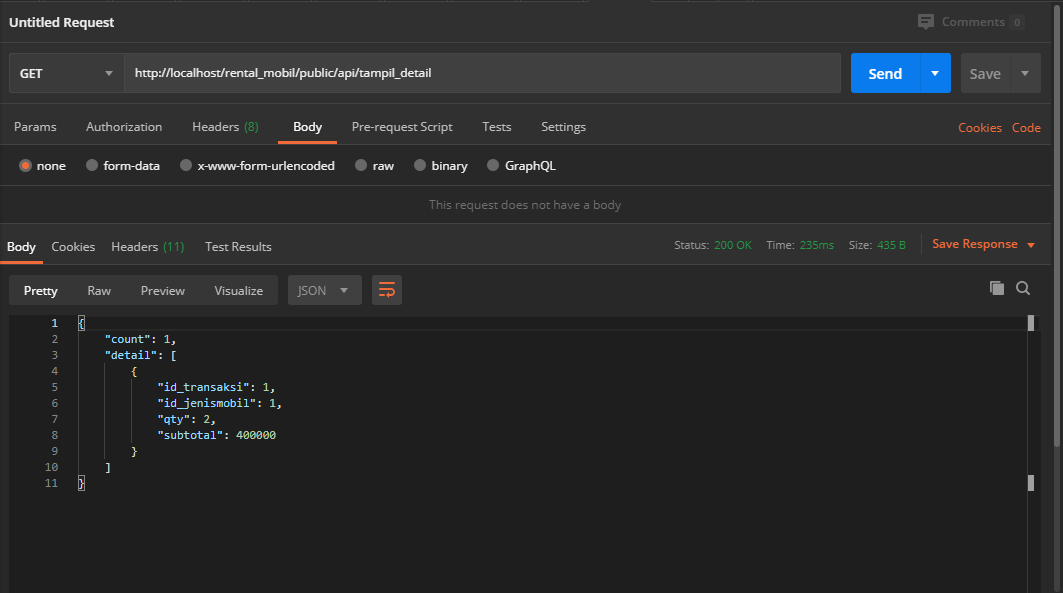 Untitled Request
Comments 0
GET http://localhost/rental_mobil/public/api/tampil_detail Send Save
Params Authorization Headers (8) Body Pre-request Script Tests Settings Cookies Code
none form-data x-www-form-urlencoded raw binary GraphQL
This request does not have a body
Body Cookies Headers (11) Test Results Status: 200 OK Time: 235ms Size: 435 B Save Response
Pretty Raw Preview Visualize JSON
1 {
2 "count": 1,
3 "detail": [
4 {
5 "id_transaksi": 1,
6 "id_jenismobil": 1,
7 "qty": 2,
8 "subtotal": 400000
9 }
10 ]
11 }